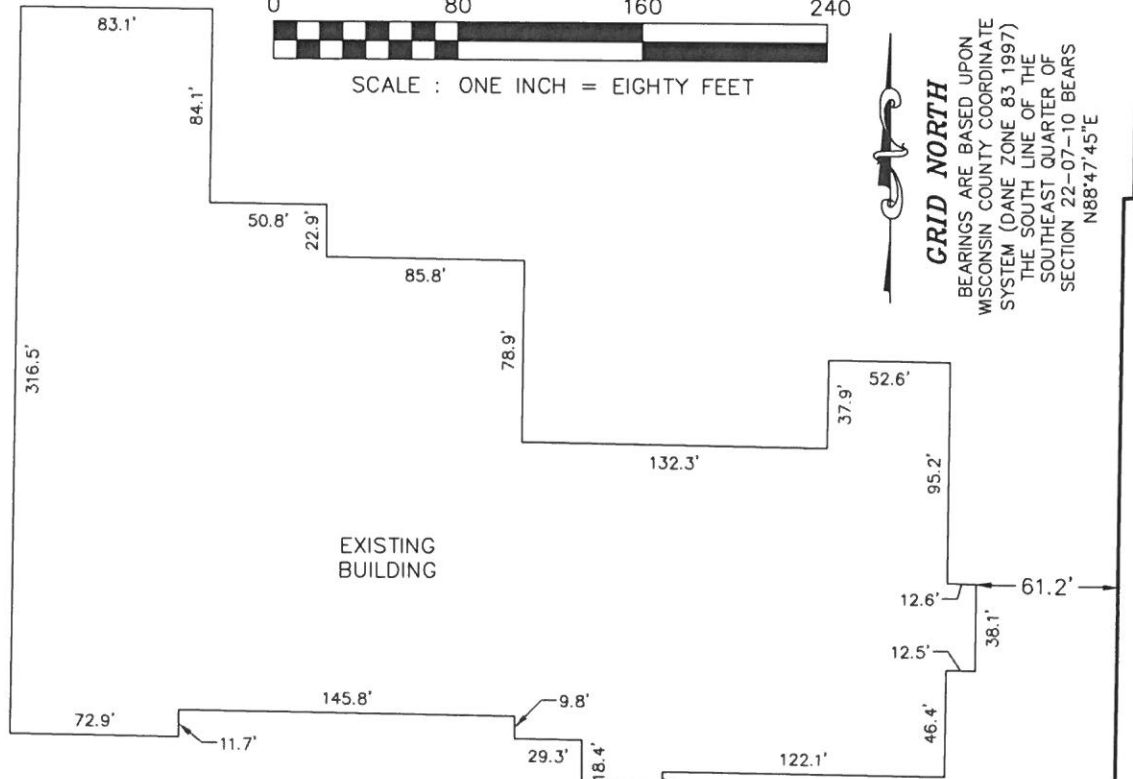 0 80 160 240
SCALE : ONE INCH = EIGHTY FEET
GRID NORTH
BEARINGS ARE BASED UPON
WISCONSIN COUNTY COORDINATE
SYSTEM (DANE ZONE 83 1997)
THE SOUTH LINE OF THE
SOUTHEAST QUARTER OF
SECTION 22-07-10 BEARS
N88°47'45"E
83.1'
84.1'
50.8'
22.9'
85.8'
316.5'
78.9'
52.6'
37.9'
132.3'
95.2'
EXISTING
BUILDING
12.6'
61.2'
38.1'
12.5'
145.8'
9.8'
46.4'
72.9'
11.7'
29.3'
18.4'
122.1'